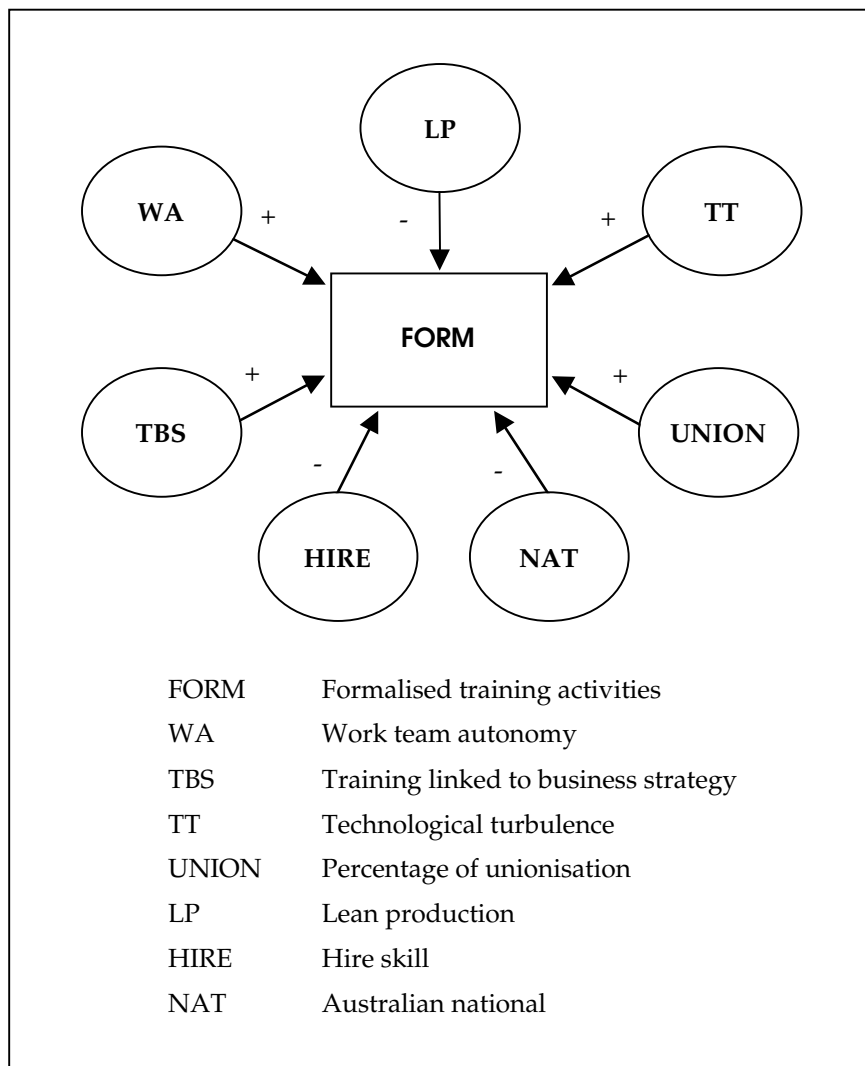 LP
WA
+
-
+
TT
FORM
+
+
TBS
UNION
-
-
HIRE
NAT
FORM Formalised training activities
WA Work team autonomy
TBS Training linked to business strategy
TT Technological turbulence
UNION Percentage of unionisation
LP Lean production
HIRE Hire skill
NAT Australian national